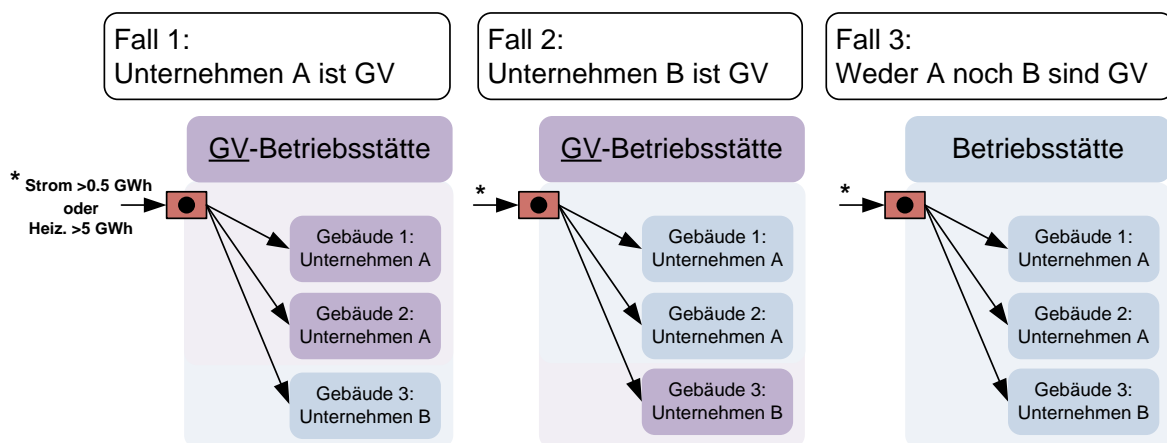 Fall 1:
Unternehmen A ist GV
GV-Betriebsstätte
* Strom >0.5 GWh
oder
Heiz. >5 GWh
Gebäude 1:
Unternehmen A
Gebäude 2:
Unternehmen A
Gebäude 3:
Unternehmen B
Fall 2:
Unternehmen B ist GV
GV-Betriebsstätte
*
Gebäude 1:
Unternehmen A
Gebäude 2:
Unternehmen A
Gebäude 3:
Unternehmen B
Fall 3:
Weder A noch B sind GV
Betriebsstätte
*
Gebäude 1:
Unternehmen A
Gebäude 2:
Unternehmen A
Gebäude 3:
Unternehmen B